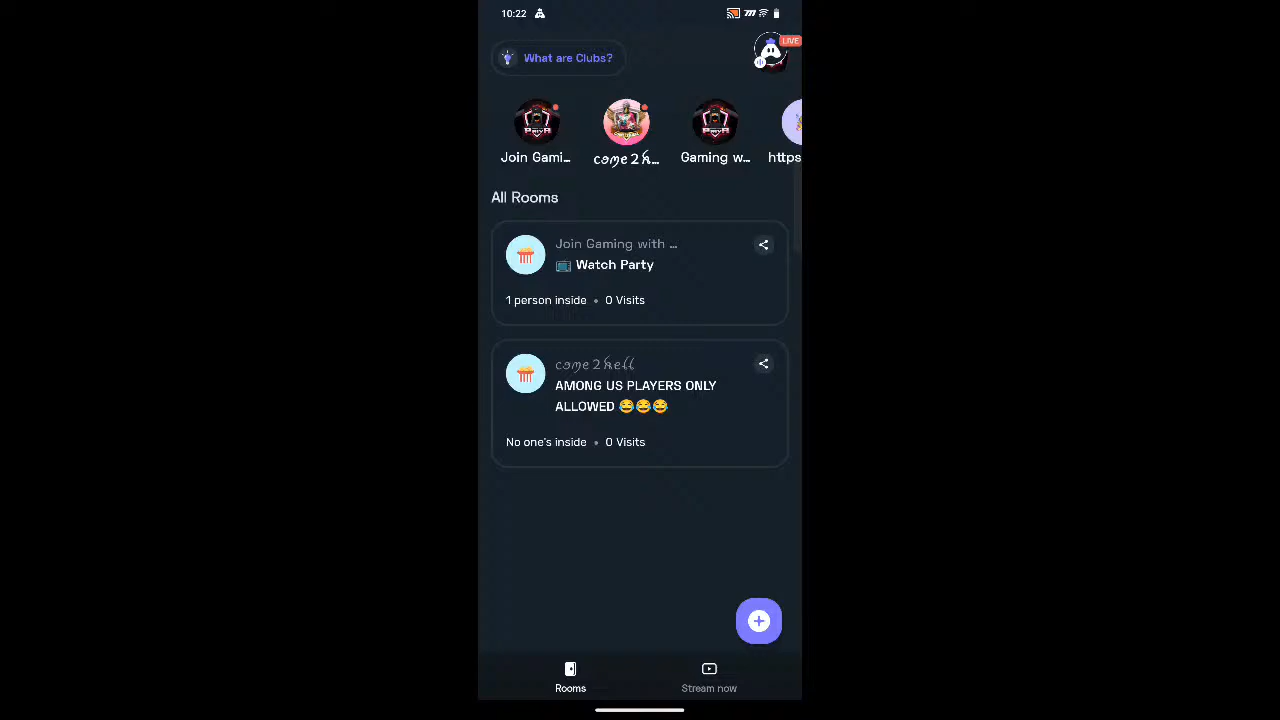 10:22
What are Clubs?
LIVE
PRIYA
PRIYA
Join Gami...
come 2 h...
Gaming w...
https
All Rooms
Join Gaming with ...
📺 Watch Party
1 person inside • 0 Visits
come 2 hell
AMONG US PLAYERS ONLY
ALLOWED 😂😂😂
No one's inside • 0 Visits
Rooms
Stream now